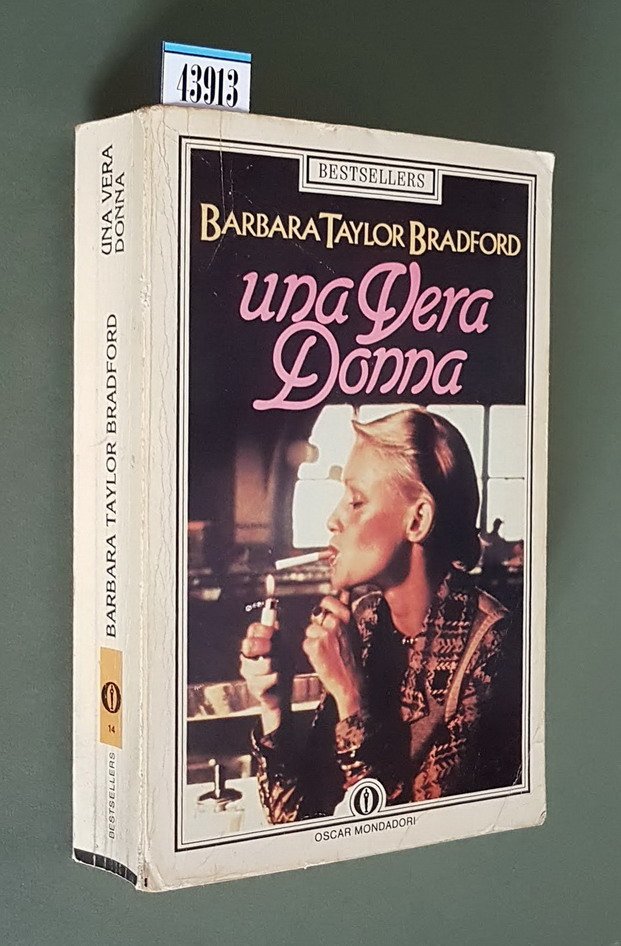 43913
BESTSELLERS
BARBARA TAYLOR BRADFORD
una Vera
Donna
OSCAR MONDADORI
UNA VERA
DONNA
BARBARA TAYLOR BRADFORD
14
BESTSELLERS